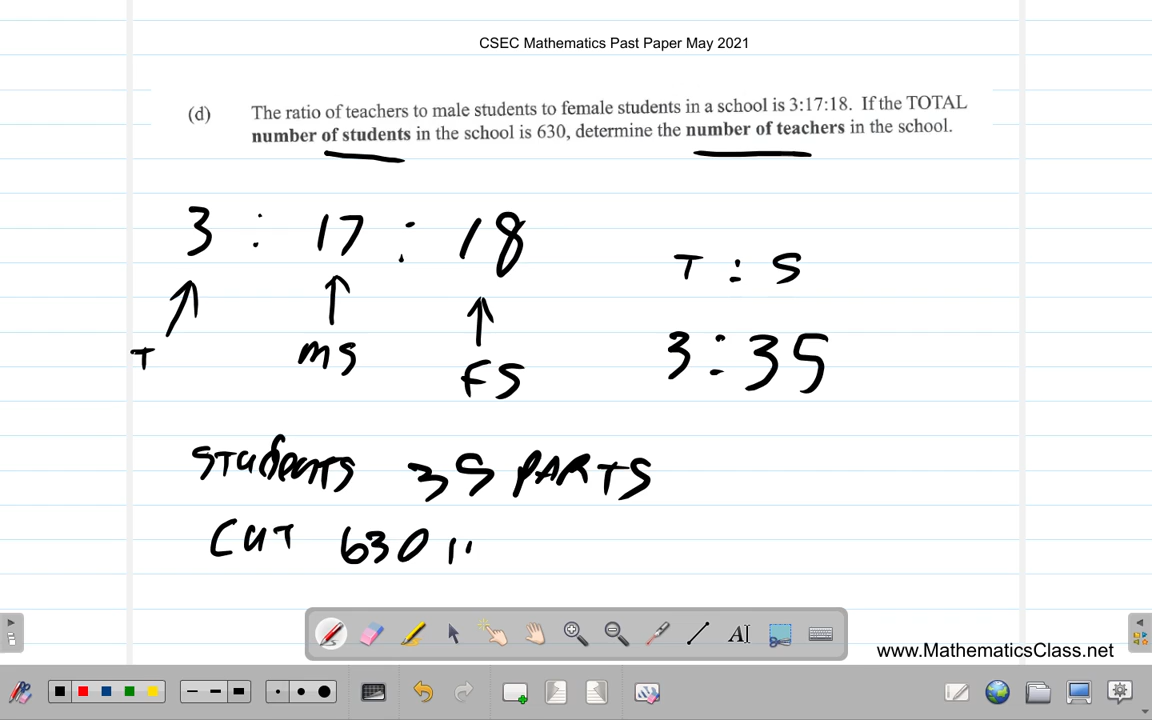 CSEC Mathematics Past Paper May 2021
(d) The ratio of teachers to male students to female students in a school is 3:17:18. If the TOTAL
number of students in the school is 630, determine the number of teachers in the school.
3 : 17 : 18
T : S
T
MS
FS
3 : 35
STUDENTS 35 PARTS
CUT 630 I
www.MathematicsClass.net